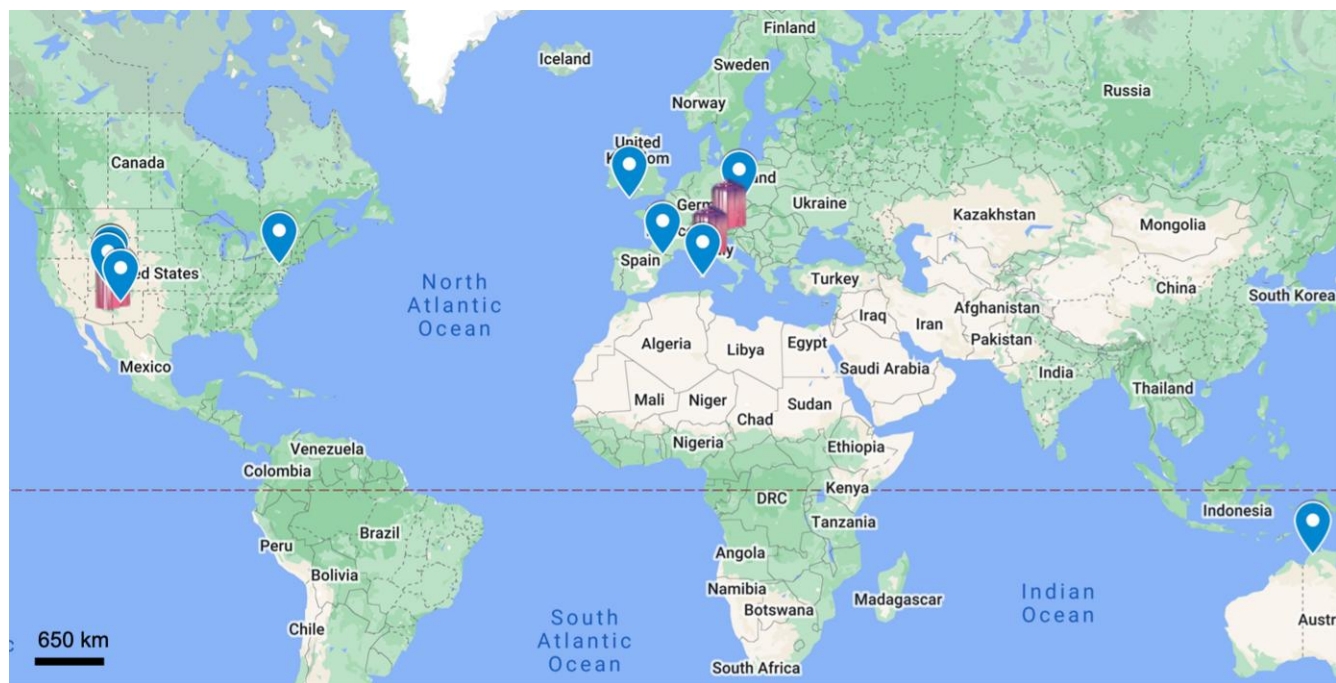 Finland
Iceland
Sweden
Russia
Norway
Canada
United
Kingdom
Ukraine
Kazakhstan
Mongolia
Spain
North
Atlantic
Ocean
Turkey
China
South Korea
Afghanistan
Iraq
Iran
Pakistan
Algeria
Libya
Egypt
Mexico
Saudi Arabia
India
Thailand
Mali
Niger
Chad
Sudan
Nigeria
Ethiopia
Venezuela
Colombia
DRC
Kenya
Indonesia
Tanzania
Brazil
Peru
Angola
Bolivia
Namibia
Botswana
Madagascar
Indian
Ocean
South
Atlantic
Ocean
Chile
Austr
South Africa
650 km